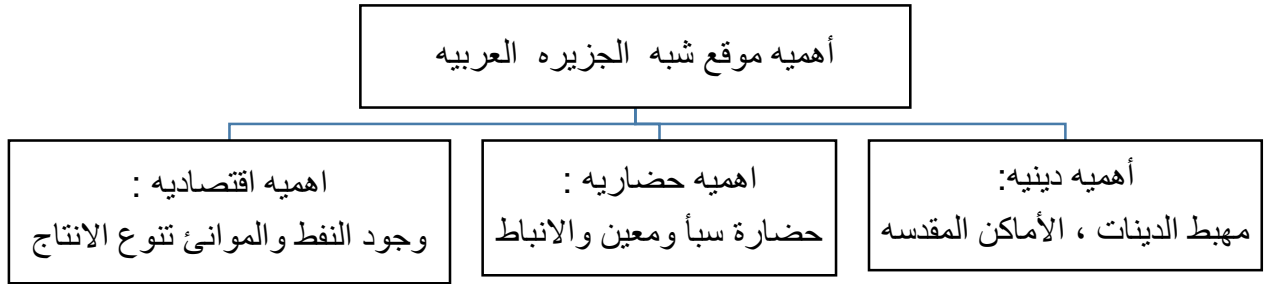 أهميه موقع شبه الجزيره العربيه
أهميه دينيه:
مهبط الدينات ، الأماكن المقدسه
اهميه حضاريه :
حضارة سبأ ومعين والانباط
اهميه اقتصاديه :
وجود النفط والموانئ تنوع الانتاج